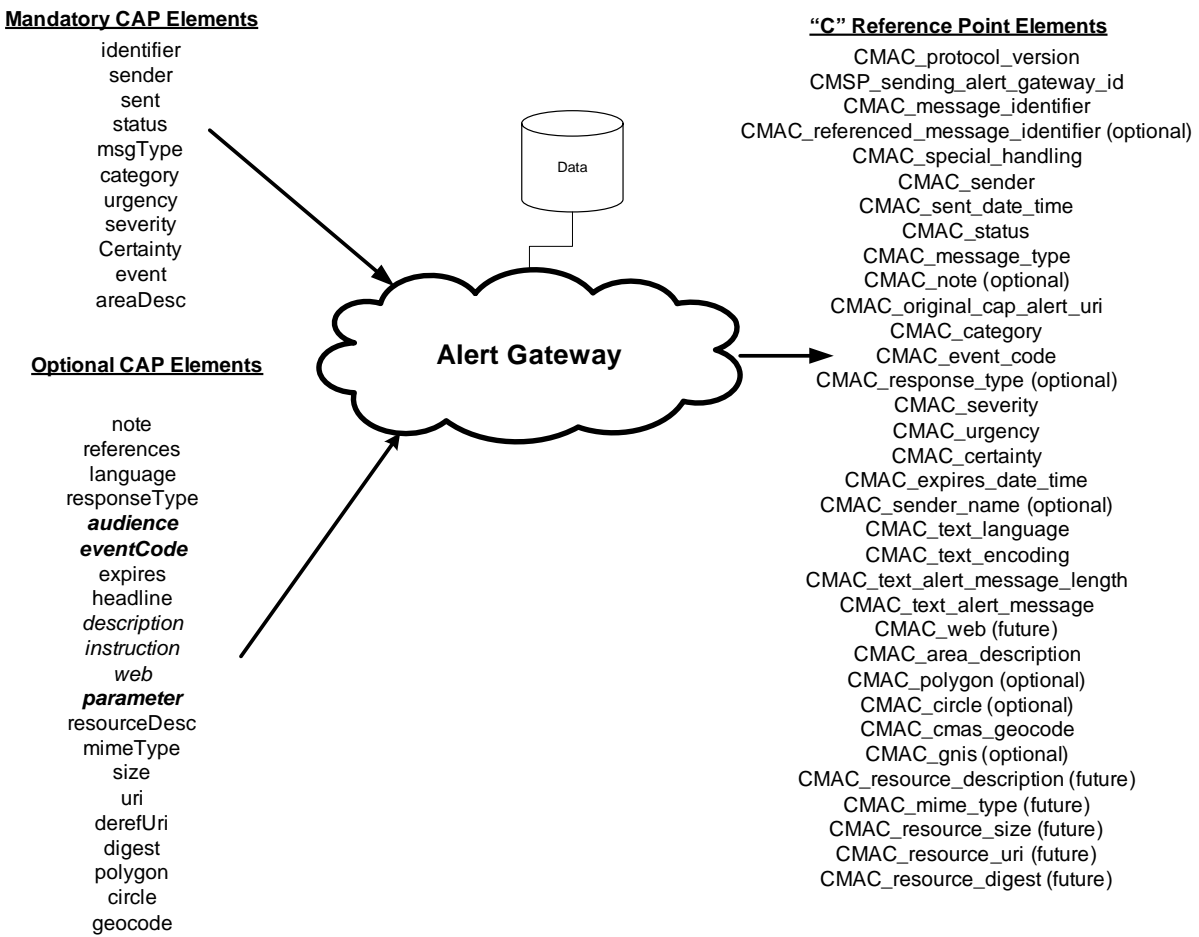 Mandatory CAP Elements
identifier
sender
sent
status
msgType
category
urgency
severity
Certainty
event
areaDesc
Optional CAP Elements
note
references
language
responseType
audience
eventCode
expires
headline
description
instruction
web
parameter
resourceDesc
mimeType
size
uri
derefUri
digest
polygon
circle
geocode
Data
Alert Gateway
“C” Reference Point Elements
CMAC_protocol_version
CMSP_sending_alert_gateway_id
CMAC_message_identifier
CMAC_referenced_message_identifier (optional)
CMAC_special_handling
CMAC_sender
CMAC_sent_date_time
CMAC_status
CMAC_message_type
CMAC_note (optional)
CMAC_original_cap_alert_uri
CMAC_category
CMAC_event_code
CMAC_response_type (optional)
CMAC_severity
CMAC_urgency
CMAC_certainty
CMAC_expires_date_time
CMAC_sender_name (optional)
CMAC_text_language
CMAC_text_encoding
CMAC_text_alert_message_length
CMAC_text_alert_message
CMAC_web (future)
CMAC_area_description
CMAC_polygon (optional)
CMAC_circle (optional)
CMAC_cmas_geocode
CMAC_gnis (optional)
CMAC_resource_description (future)
CMAC_mime_type (future)
CMAC_resource_size (future)
CMAC_resource_uri (future)
CMAC_resource_digest (future)